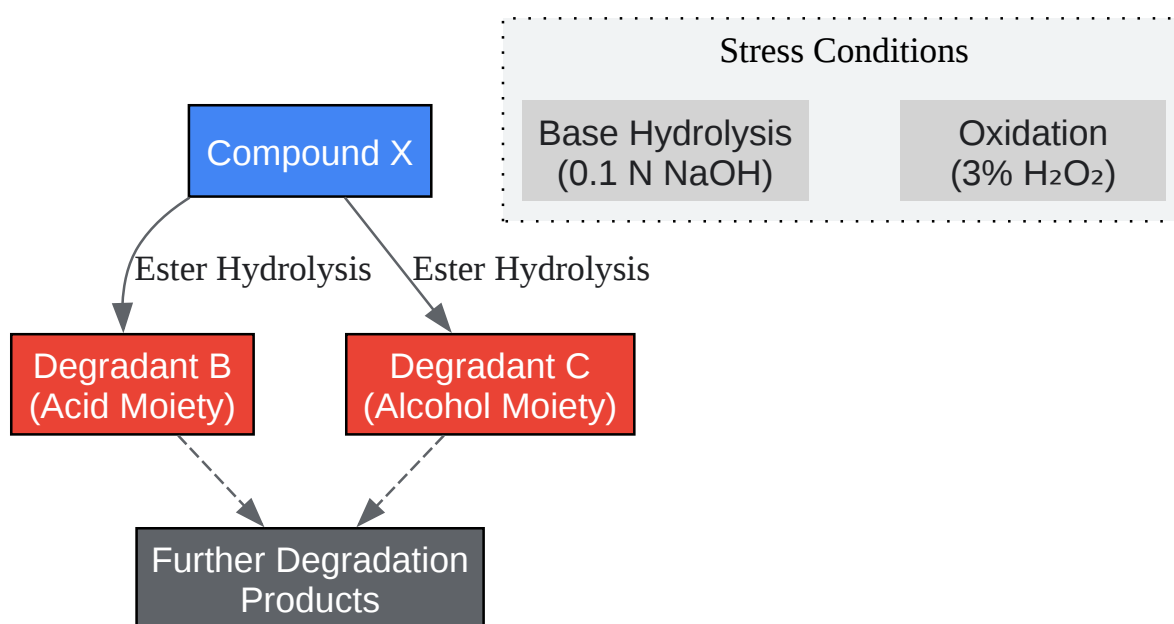 Stress Conditions
Base Hydrolysis
(0.1 N NaOH)
Oxidation
(3% H₂O₂)
Compound X
Ester Hydrolysis
Ester Hydrolysis
Degradant B
(Acid Moiety)
Degradant C
(Alcohol Moiety)
Further Degradation
Products